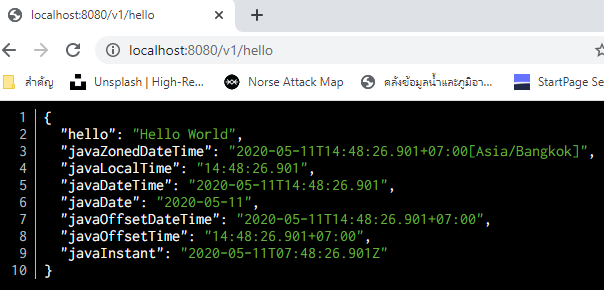 localhost:8080/v1/hello
localhost:8080/v1/hello
สำคัญ Unsplash | High-Re... Norse Attack Map คลังข้อมูลน้ำและภูมิอา... StartPage Se
1 {
2 "hello": "Hello World",
3 "javaZonedDateTime": "2020-05-11T14:48:26.901+07:00[Asia/Bangkok]",
4 "javaLocalTime": "14:48:26.901",
5 "javaDateTime": "2020-05-11T14:48:26.901",
6 "javaDate": "2020-05-11",
7 "javaOffsetDateTime": "2020-05-11T14:48:26.901+07:00",
8 "javaOffsetTime": "14:48:26.901+07:00",
9 "javaInstant": "2020-05-11T07:48:26.901Z"
10 }